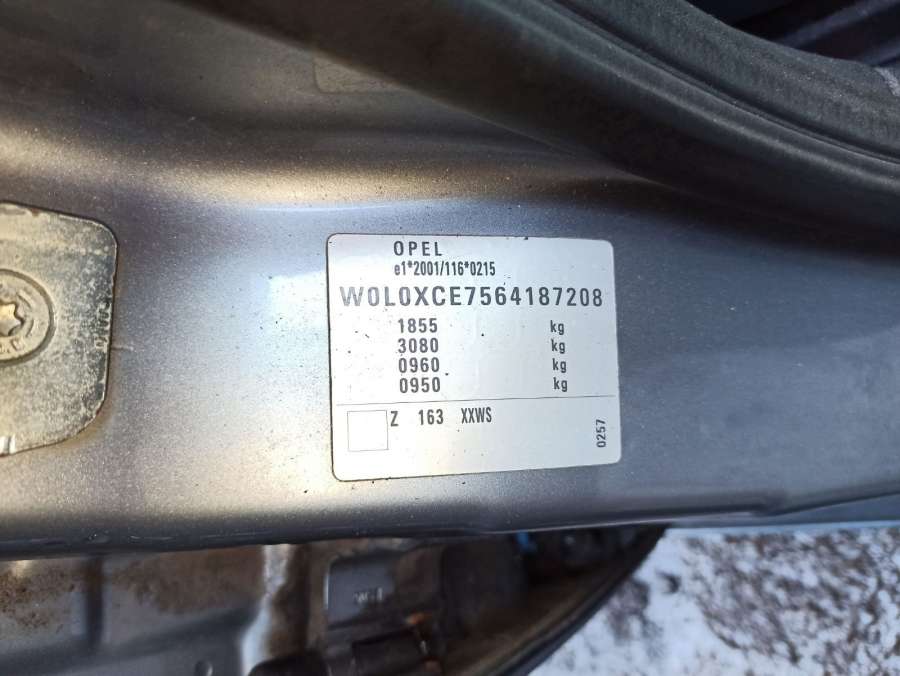 OPEL
e1*2001/116*0215
W0L0XCE7564187208
1855 kg
3080 kg
0960 kg
0950 kg
Z 163 XXWS
0257